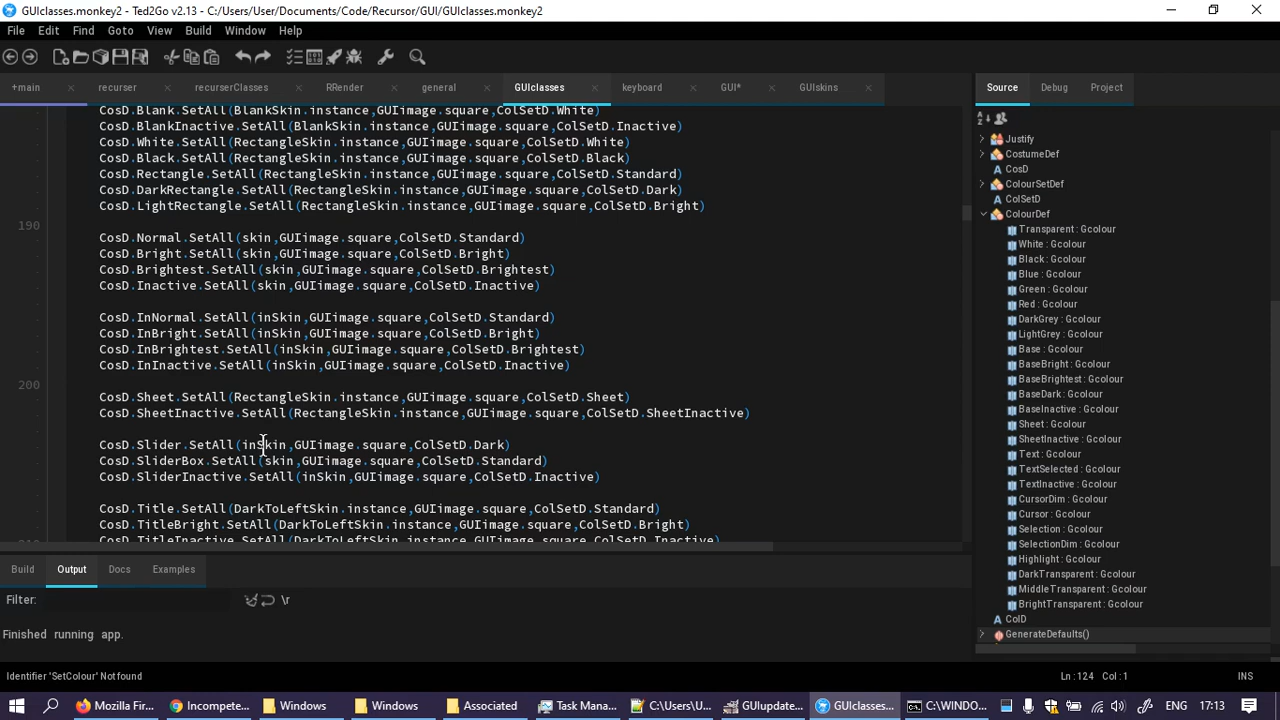 GUIclasses.monkey2 - Ted2Go v2.13 - C:/Users/User/Documents/Code/Recursor/GUI/GUIclasses.monkey2
File Edit Find Goto View Build Window Help
+main recurser recurserClasses RRender general GUIclasses keyboard GUI* GUIskins
Source Debug Project
CosD.Blank.SetAll(BlankSkin.instance,GUIimage.square,ColSetD.White)
CosD.BlankInactive.SetAll(BlankSkin.instance,GUIimage.square,ColSetD.Inactive)
CosD.White.SetAll(RectangleSkin.instance,GUIimage.square,ColSetD.White)
CosD.Black.SetAll(RectangleSkin.instance,GUIimage.square,ColSetD.Black)
CosD.Rectangle.SetAll(RectangleSkin.instance,GUIimage.square,ColSetD.Standard)
CosD.DarkRectangle.SetAll(RectangleSkin.instance,GUIimage.square,ColSetD.Dark)
CosD.LightRectangle.SetAll(RectangleSkin.instance,GUIimage.square,ColSetD.Bright)
190
CosD.Normal.SetAll(skin,GUIimage.square,ColSetD.Standard)
CosD.Bright.SetAll(skin,GUIimage.square,ColSetD.Bright)
CosD.Brightest.SetAll(skin,GUIimage.square,ColSetD.Brightest)
CosD.Inactive.SetAll(skin,GUIimage.square,ColSetD.Inactive)
CosD.InNormal.SetAll(inSkin,GUIimage.square,ColSetD.Standard)
CosD.InBright.SetAll(inSkin,GUIimage.square,ColSetD.Bright)
CosD.InBrightest.SetAll(inSkin,GUIimage.square,ColSetD.Brightest)
CosD.InInactive.SetAll(inSkin,GUIimage.square,ColSetD.Inactive)
200
CosD.Sheet.SetAll(RectangleSkin.instance,GUIimage.square,ColSetD.Sheet)
CosD.SheetInactive.SetAll(RectangleSkin.instance,GUIimage.square,ColSetD.SheetInactive)
CosD.Slider.SetAll(inSkin,GUIimage.square,ColSetD.Dark)
CosD.SliderBox.SetAll(skin,GUIimage.square,ColSetD.Standard)
CosD.SliderInactive.SetAll(inSkin,GUIimage.square,ColSetD.Inactive)
CosD.Title.SetAll(DarkToLeftSkin.instance,GUIimage.square,ColSetD.Standard)
CosD.TitleBright.SetAll(DarkToLeftSkin.instance,GUIimage.square,ColSetD.Bright)
CosD.TitleInactive.SetAll(DarkToLeftSkin.instance,GUIimage.square,ColSetD.Inactive)
Justify
CostumeDef
CosD
ColourSetDef
ColSetD
ColourDef
Transparent : Gcolour
White : Gcolour
Black : Gcolour
Blue : Gcolour
Green : Gcolour
Red : Gcolour
DarkGrey : Gcolour
LightGrey : Gcolour
Base : Gcolour
BaseBright : Gcolour
BaseBrightest : Gcolour
BaseDark : Gcolour
BaseInactive : Gcolour
Sheet : Gcolour
SheetInactive : Gcolour
Text : Gcolour
TextSelected : Gcolour
TextInactive : Gcolour
CursorDim : Gcolour
Cursor : Gcolour
Selection : Gcolour
SelectionDim : Gcolour
Highlight : Gcolour
DarkTransparent : Gcolour
MiddleTransparent : Gcolour
BrightTransparent : Gcolour
ColD
GenerateDefaults()
Build Output Docs Examples
Filter: \r
Finished running app.
Identifier 'SetColour' Not found
Ln : 124 Col : 1 INS
Mozilla Fir... Incompete... Windows Windows Associated Task Mana... C:\Users/U... GUIupdate... GUIclasses... C:\WINDO... ENG 17:13